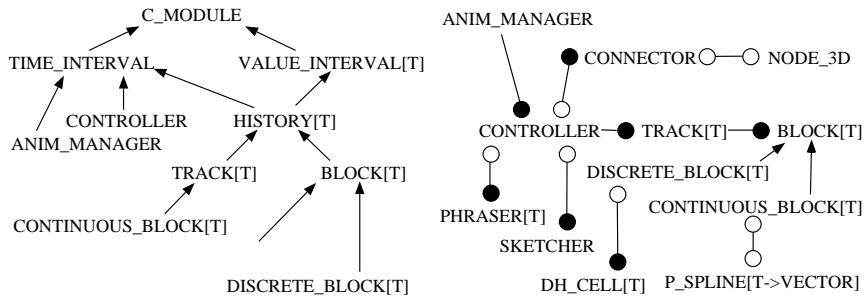 C_MODULE
TIME_INTERVAL
VALUE_INTERVAL[T]
CONTROLLER
HISTORY[T]
ANIM_MANAGER
TRACK[T]
BLOCK[T]
CONTINUOUS_BLOCK[T]
DISCRETE_BLOCK[T]
ANIM_MANAGER
CONNECTOR
NODE_3D
CONTROLLER
TRACK[T]
BLOCK[T]
DISCRETE_BLOCK[T]
CONTINUOUS_BLOCK[T]
PHRASER[T]
SKETCHER
DH_CELL[T]
P_SPLINE[T->VECTOR]